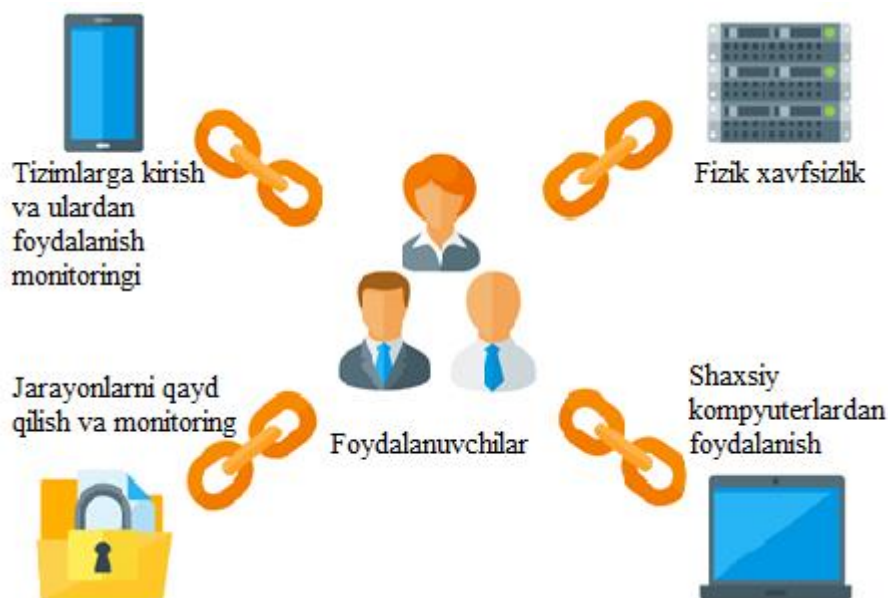 Tizimlarga kirish
va ulardan
foydalanish
monitoringi
Fizik xavfsizlik
Jarayonlarni qayd
qilish va monitoring
Foydalanuvchilar
Shaxsiy
kompyuterlardan
foydalanish